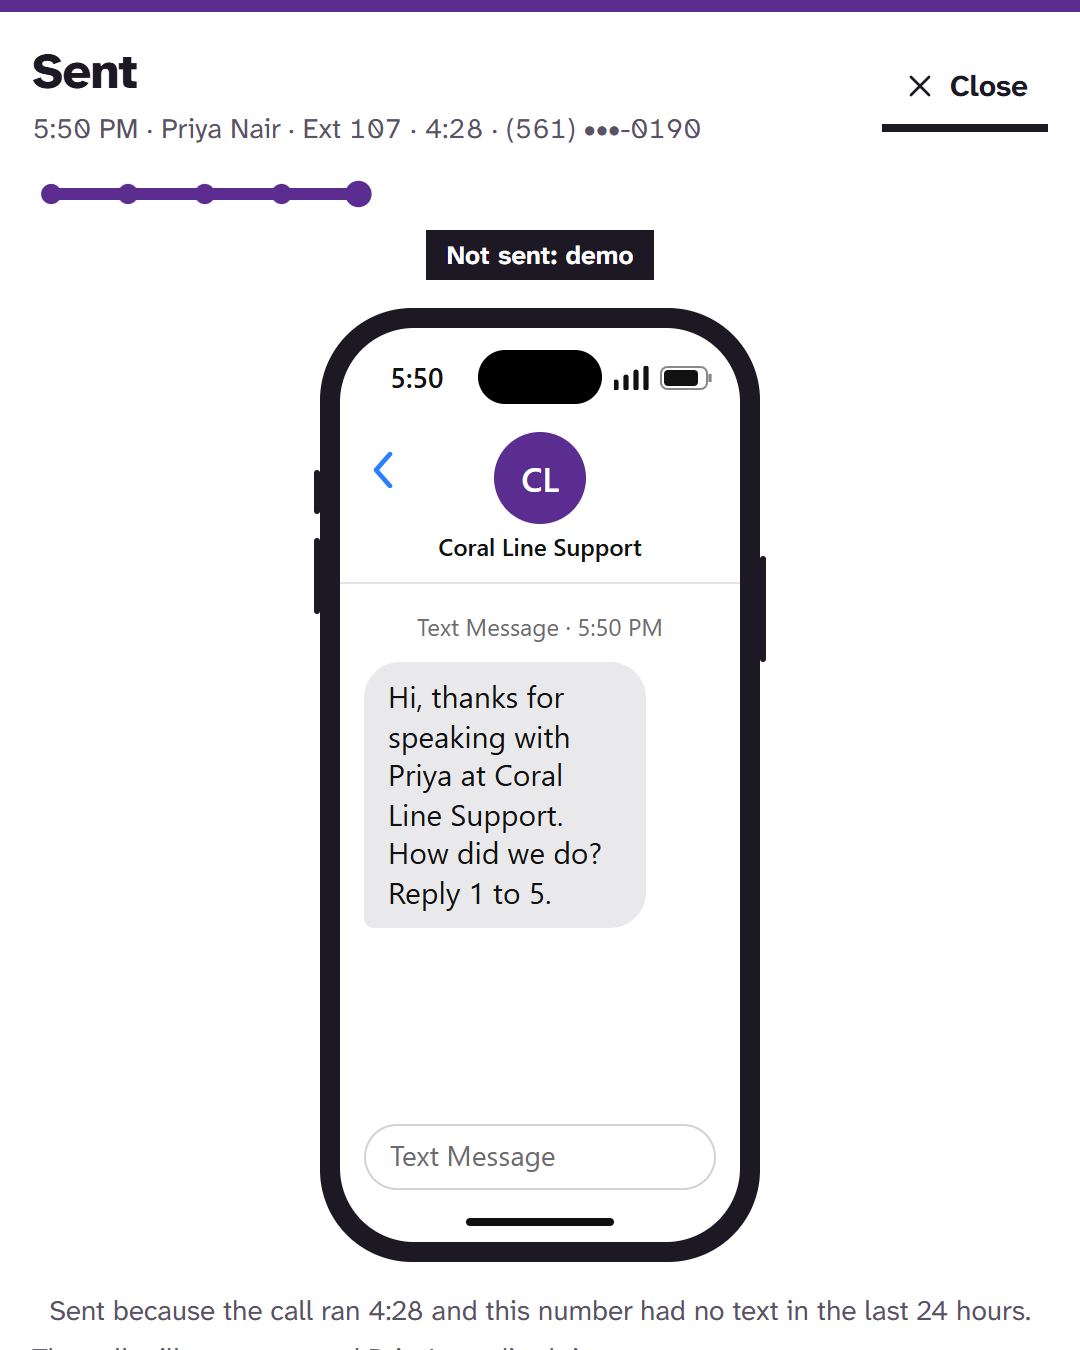 Sent
Close
5:50 PM · Priya Nair · Ext 107 · 4:28 · (561) •••-0190
Not sent: demo
5:50
CL
Coral Line Support
Text Message · 5:50 PM
Hi, thanks for
speaking with
Priya at Coral
Line Support.
How did we do?
Reply 1 to 5.
Text Message
Sent because the call ran 4:28 and this number had no text in the last 24 hours.